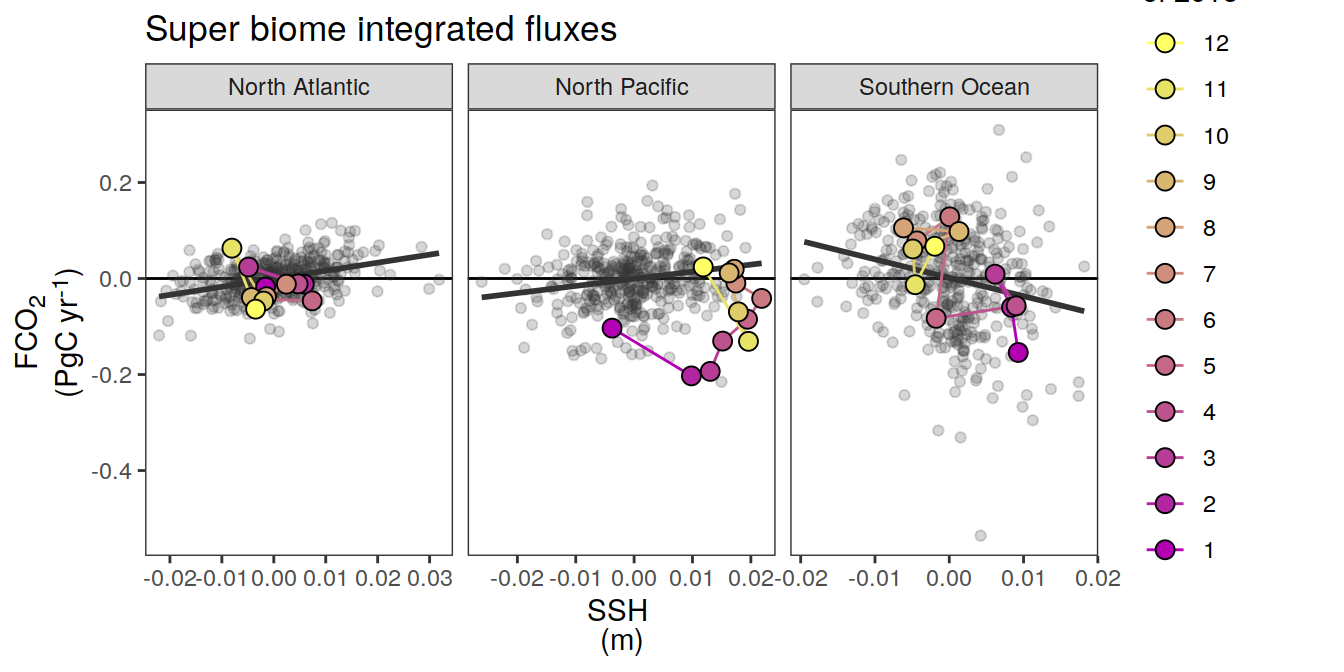 Super biome integrated fluxes
North Atlantic
North Pacific
Southern Ocean
FCO2
(PgC yr-1)
0.2
0.0
-0.2
-0.4
-0.02 -0.01 0.00 0.01 0.02 0.03
-0.02 -0.01 0.00 0.01 0.02
-0.02 -0.01 0.00 0.01 0.02
SSH
(m)
12
11
10
9
8
7
6
5
4
3
2
1